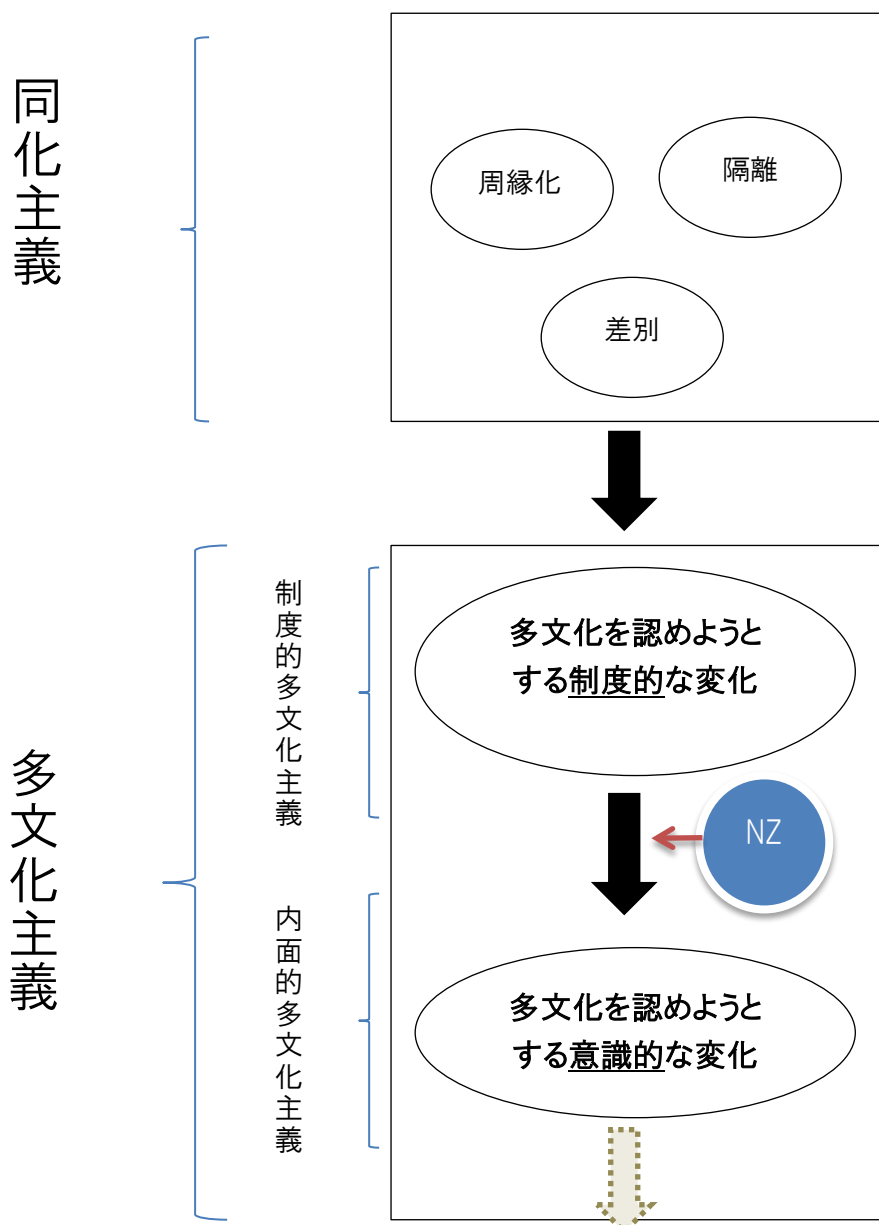 同化主義
周縁化
隔離
差別
多文化主義
制度的多文化主義
多文化を認めようと
する制度的な変化
NZ
内面的多文化主義
多文化を認めようと
する意識的な変化